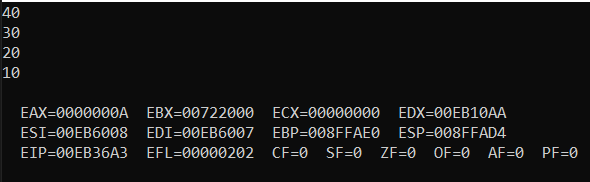 40
30
20
10
EAX=0000000A EBX=00722000 ECX=00000000 EDX=00EB10AA
ESI=00EB6008 EDI=00EB6007 EBP=008FFAE0 ESP=008FFAD4
EIP=00EB36A3 EFL=00000202 CF=0 SF=0 ZF=0 OF=0 AF=0 PF=0